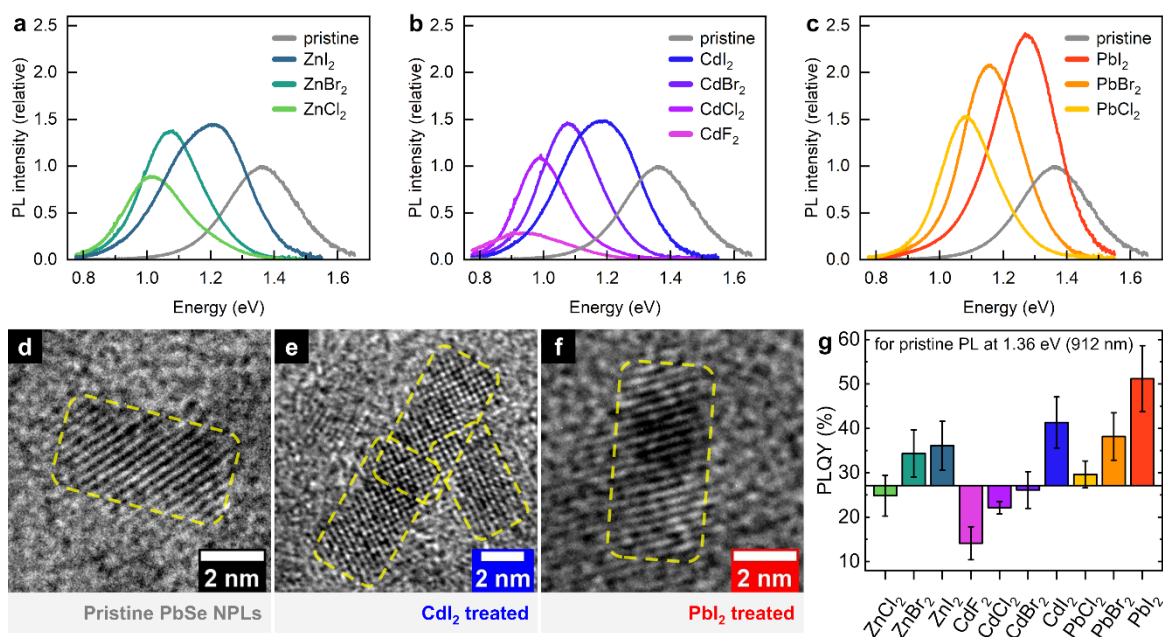 a
2.5
2.0
1.5
1.0
0.5
0.0
PL intensity (relative)
pristine
ZnI₂
ZnBr₂
ZnCl₂
0.8 1.0 1.2 1.4 1.6
Energy (eV)
b
2.5
2.0
1.5
1.0
0.5
0.0
PL intensity (relative)
pristine
CdI₂
CdBr₂
CdCl₂
CdF₂
0.8 1.0 1.2 1.4 1.6
Energy (eV)
c
2.5
2.0
1.5
1.0
0.5
0.0
PL intensity (relative)
pristine
PbI₂
PbBr₂
PbCl₂
0.8 1.0 1.2 1.4 1.6
Energy (eV)
d
2 nm
Pristine PbSe NPLs
e
2 nm
CdI₂ treated
f
2 nm
PbI₂ treated
g
for pristine PL at 1.36 eV (912 nm)
60
50
40
30
20
10
PLQY (%)
ZnCl₂
ZnBr₂
ZnI₂
CdF₂
CdCl₂
CdBr₂
CdI₂
PbCl₂
PbBr₂
PbI₂